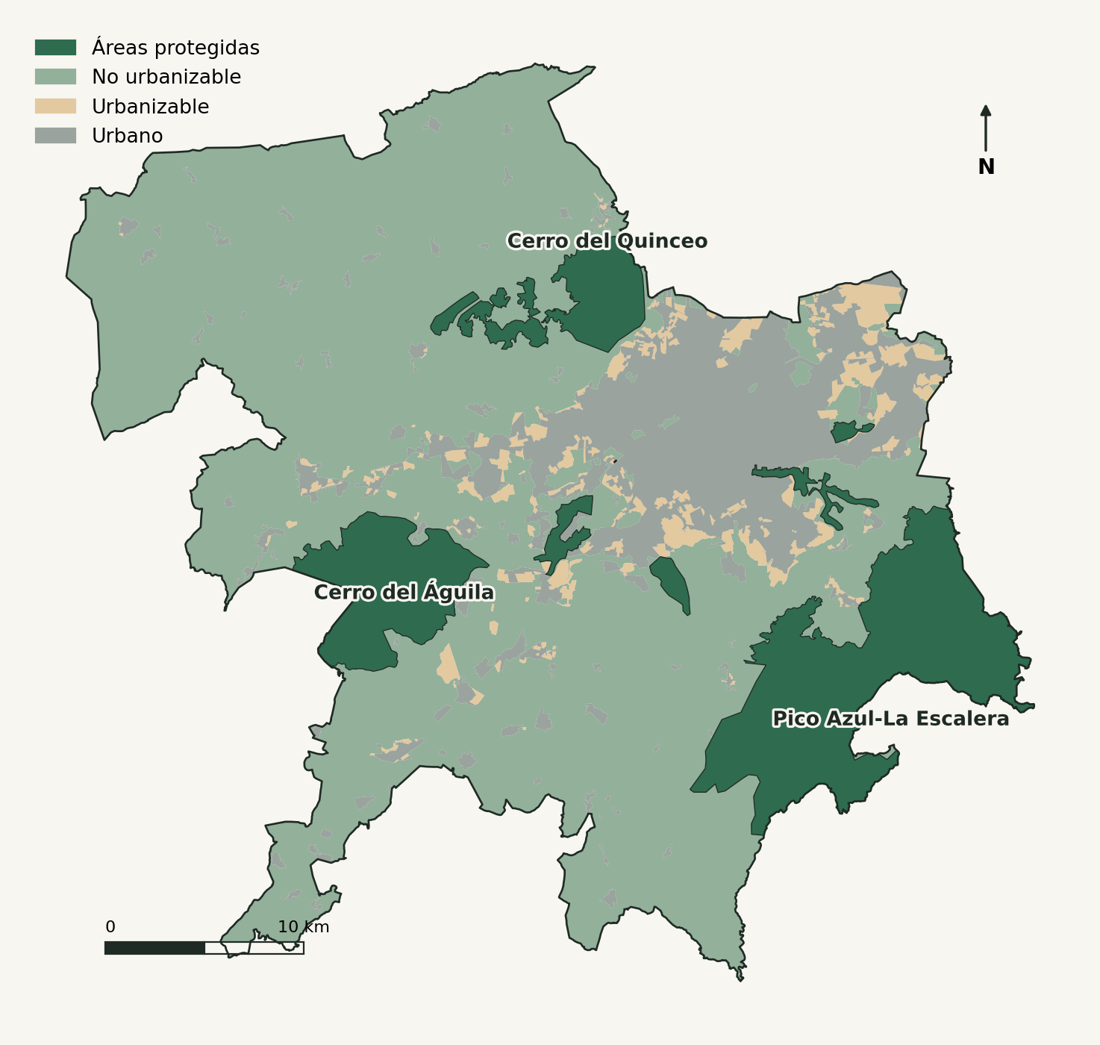 Áreas protegidas
No urbanizable
Urbanizable
Urbano
N
Cerro del Quinceo
Cerro del Águila
Pico Azul-La Escalera
0 10 km